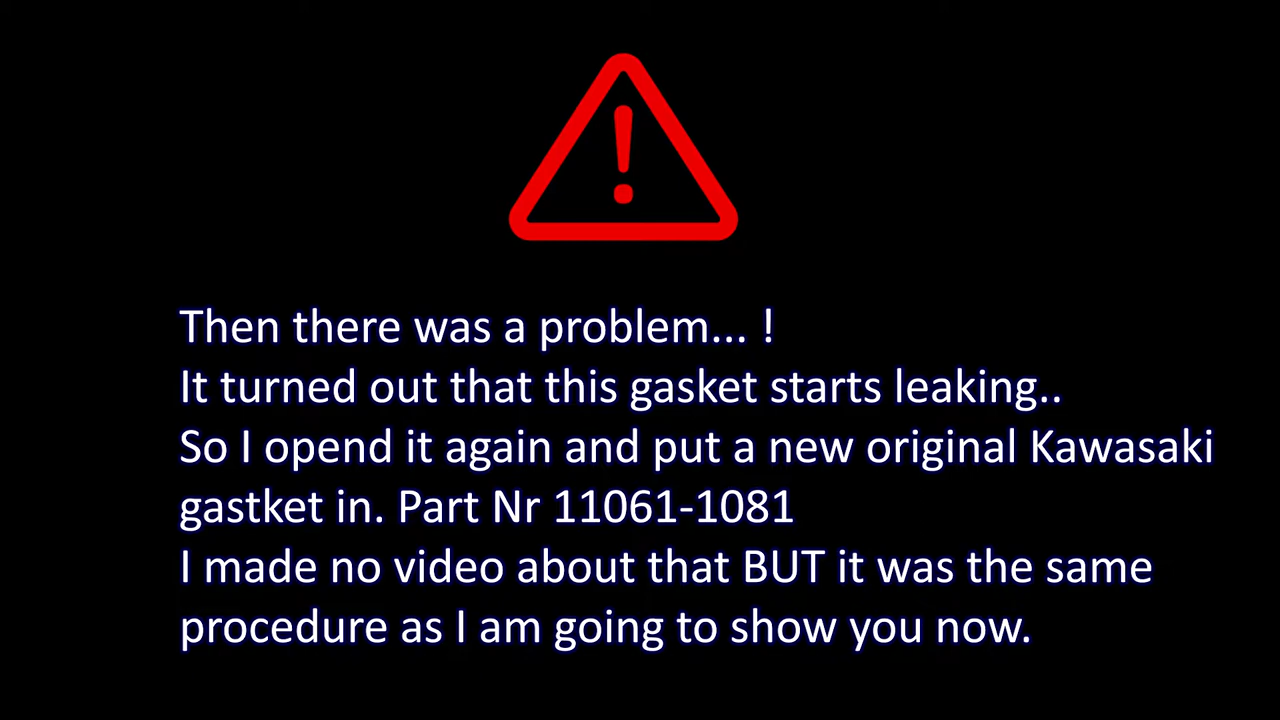 Then there was a problem... !
It turned out that this gasket starts leaking..
So I opend it again and put a new original Kawasaki
gastket in. Part Nr 11061-1081
I made no video about that BUT it was the same
procedure as I am going to show you now.